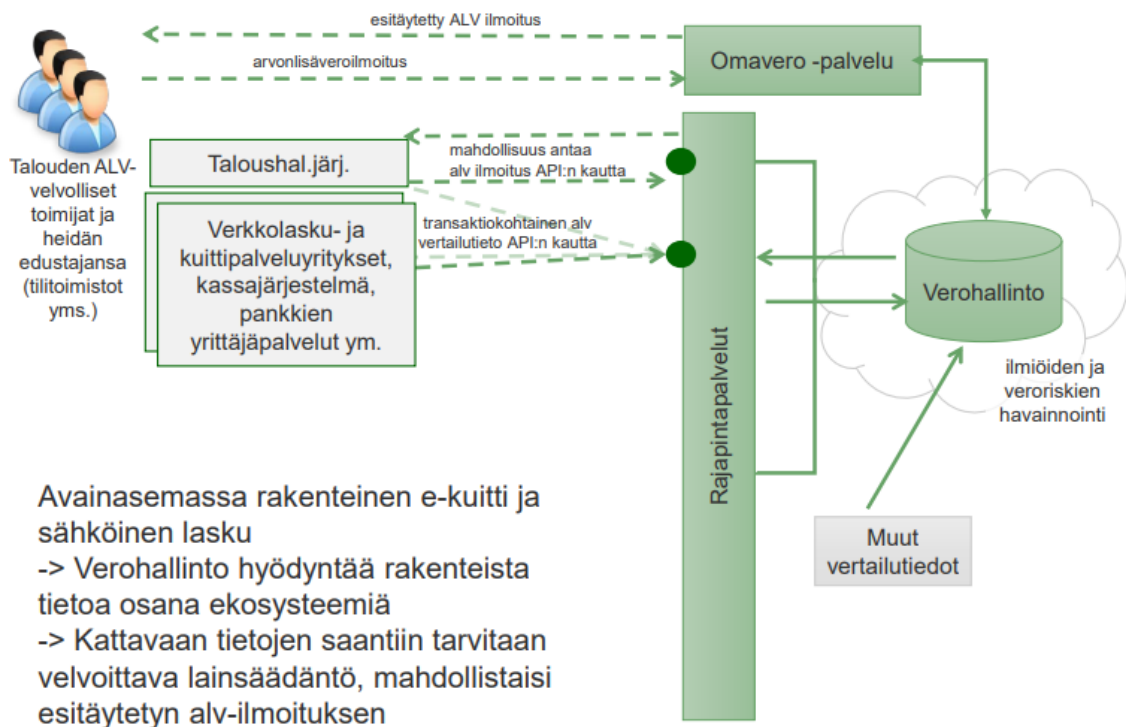 esitäytetty ALV ilmoitus
arvonlisäveroilmoitus
Omavero -palvelu
Talouden ALV-
velvolliset
toimijat ja
heidän
edustajansa
(tilitoimistot
yms.)
Taloushal.järj.
mahdollisuus antaa
alv ilmoitus API:n kautta
Verkkolasku- ja
kuittipalveluyritykset,
kassajärjestelmä,
pankkien
yrittäjäpalvelut ym.
transaktiokohtainen alv
vertailutieto API:n kautta
Rajapintapalvelut
Verohallinto
ilmiöiden ja
veroriskien
havainnointi
Muut
vertailutiedot
Avainasemassa rakenteinen e-kuitti ja
sähköinen lasku
-> Verohallinto hyödyntää rakenteista
tietoa osana ekosysteemiä
-> Kattavaan tietojen saantiin tarvitaan
velvoittava lainsäädäntö, mahdollistaisi
esitäytetyn alv-ilmoituksen